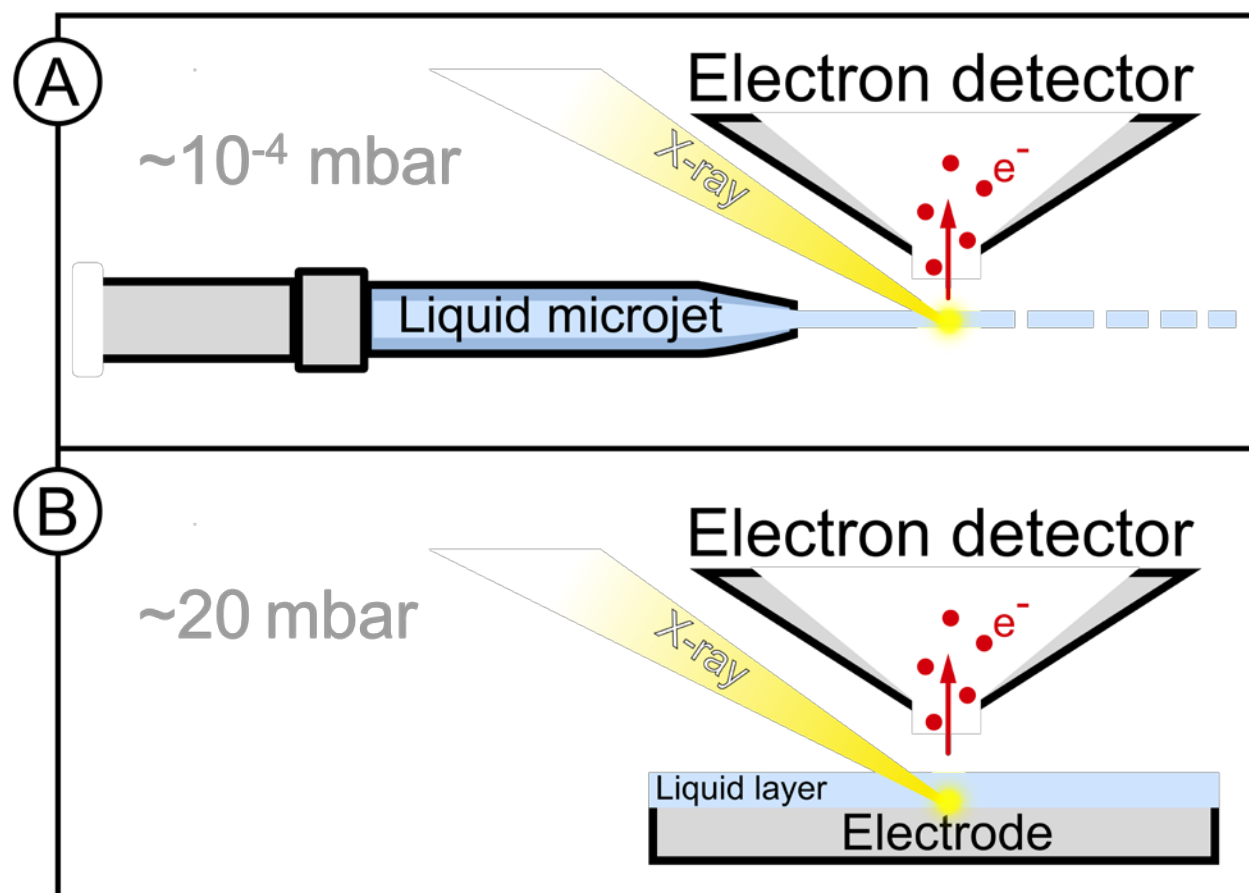 A
Electron detector
~10⁻⁴ mbar
X-ray
e⁻
Liquid microjet
B
Electron detector
~20 mbar
X-ray
e⁻
Liquid layer
Electrode